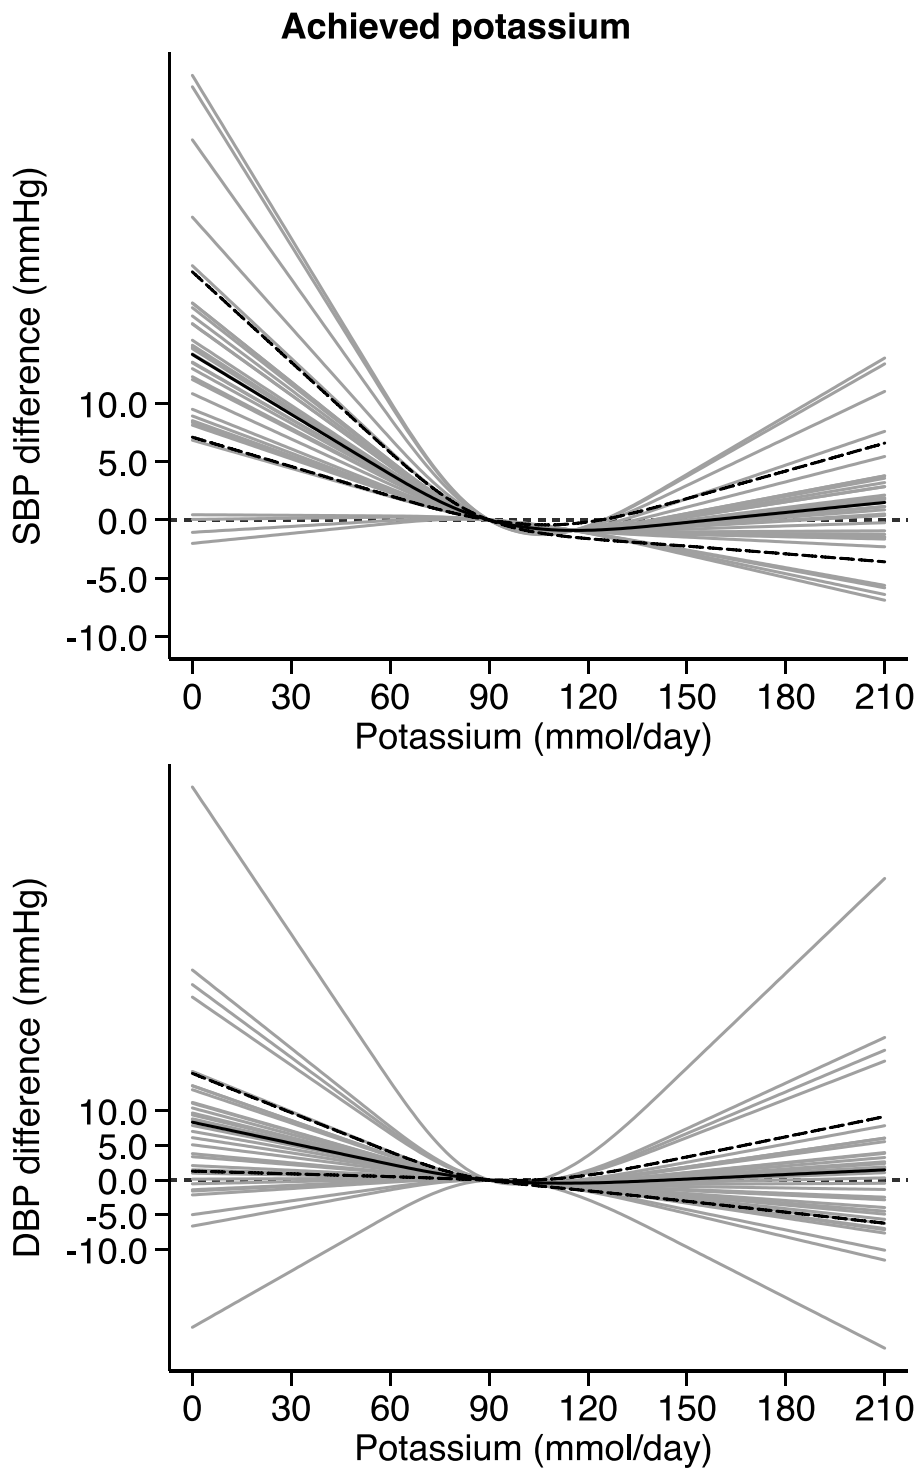 Achieved potassium
SBP difference (mmHg)
10.0
5.0
0.0
-5.0
-10.0
0 30 60 90 120 150 180 210
Potassium (mmol/day)
DBP difference (mmHg)
10.0
5.0
0.0
-5.0
-10.0
0 30 60 90 120 150 180 210
Potassium (mmol/day)